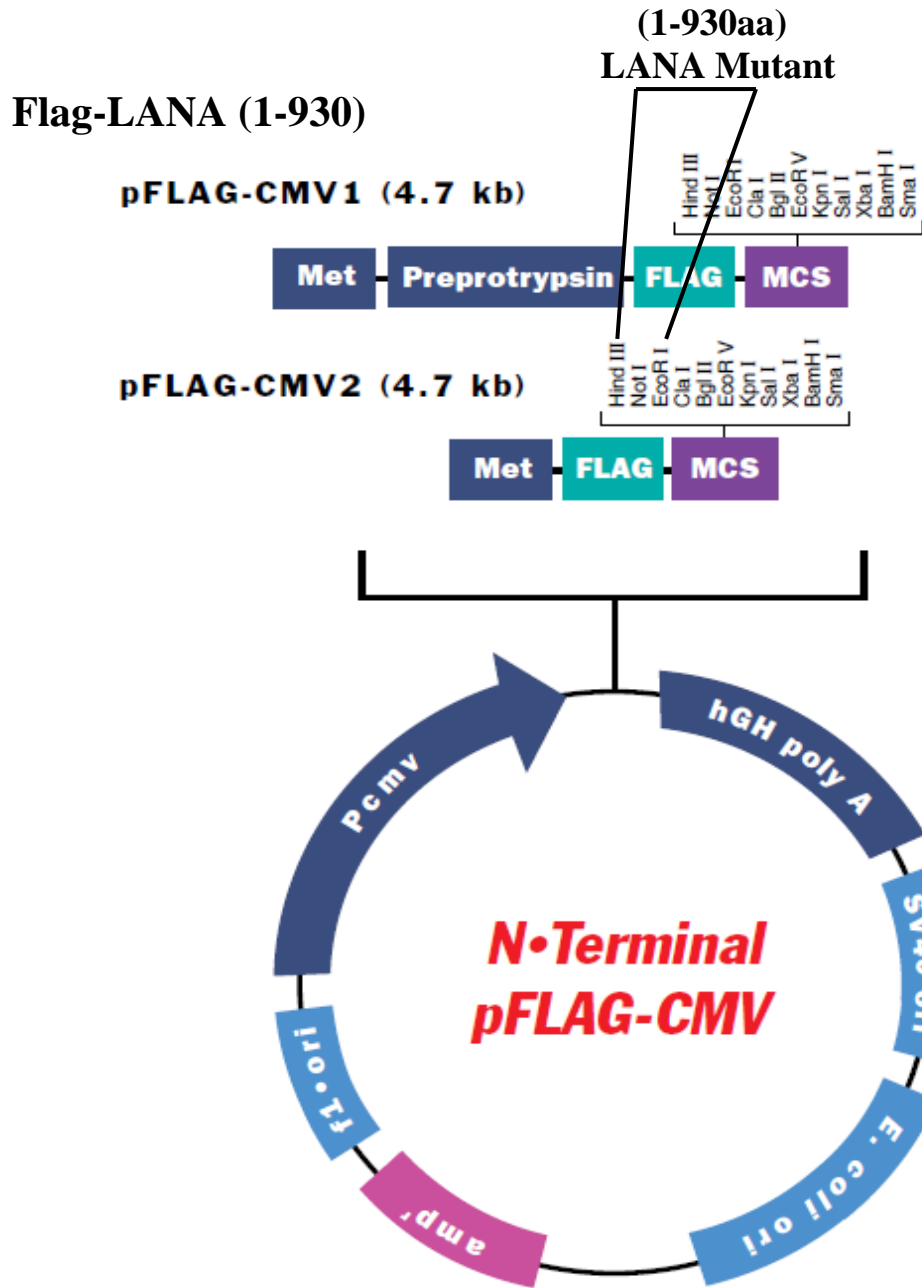 (1-930aa)
LANA Mutant
Flag-LANA (1-930)
pFLAG-CMV1 (4.7 kb)
Hind III
Not I
EcoR I
Cla I
Bgl II
EcoR V
Kpn I
Sal I
Xba I
BamH I
Sma I
Met
Preprotrypsin
FLAG
MCS
pFLAG-CMV2 (4.7 kb)
Hind III
Not I
EcoR I
Cla I
Bgl II
EcoR V
Kpn I
Sal I
Xba I
BamH I
Sma I
Met
FLAG
MCS
Pcmv
hGH poly A
N•Terminal
pFLAG-CMV
f1•ori
ampʳ
E. coli ori